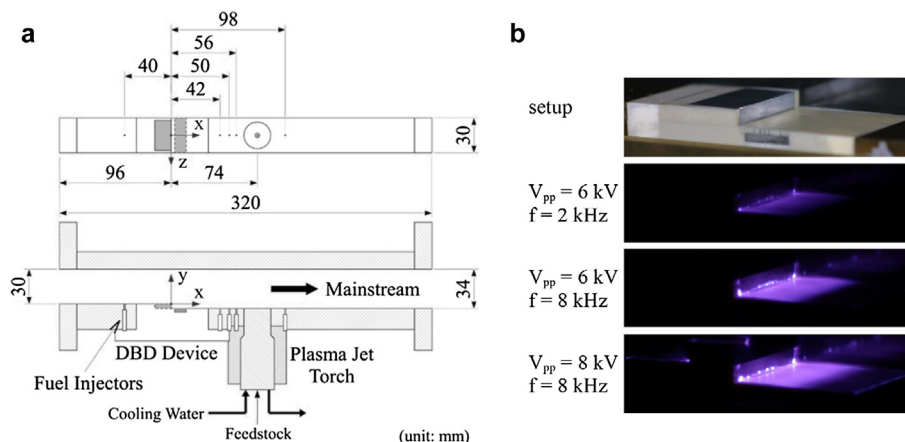 a
98
56
50
42
40
x
z
30
96
74
320
30
y
x
Mainstream
34
DBD Device
Fuel Injectors
Plasma Jet
Torch
Cooling Water
Feedstock
(unit: mm)
b
setup
Vpp = 6 kV
f = 2 kHz
Vpp = 6 kV
f = 8 kHz
Vpp = 8 kV
f = 8 kHz